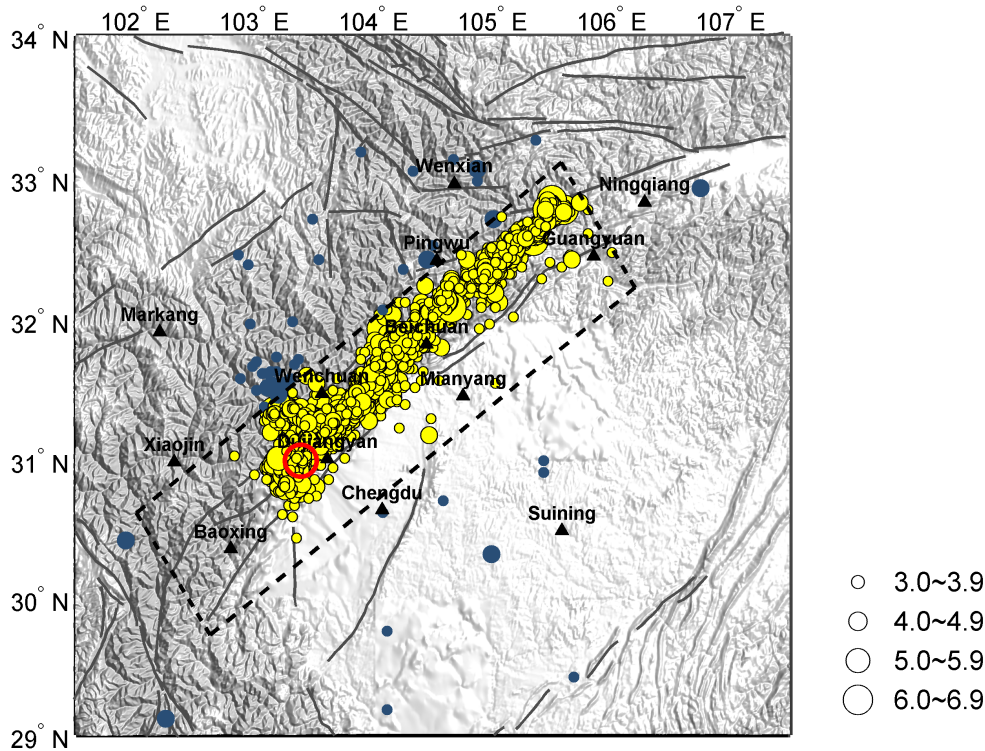 102° E 103° E 104° E 105° E 106° E 107° E
34° N
33° N
32° N
31° N
30° N
29° N
Wenxian
Ningqiang
Pingwu
Guangyuan
Markang
Beichuan
Wenchuan
Mianyang
Xiaojin
Dujiangyan
Chengdu
Suining
Baoxing
3.0~3.9
4.0~4.9
5.0~5.9
6.0~6.9